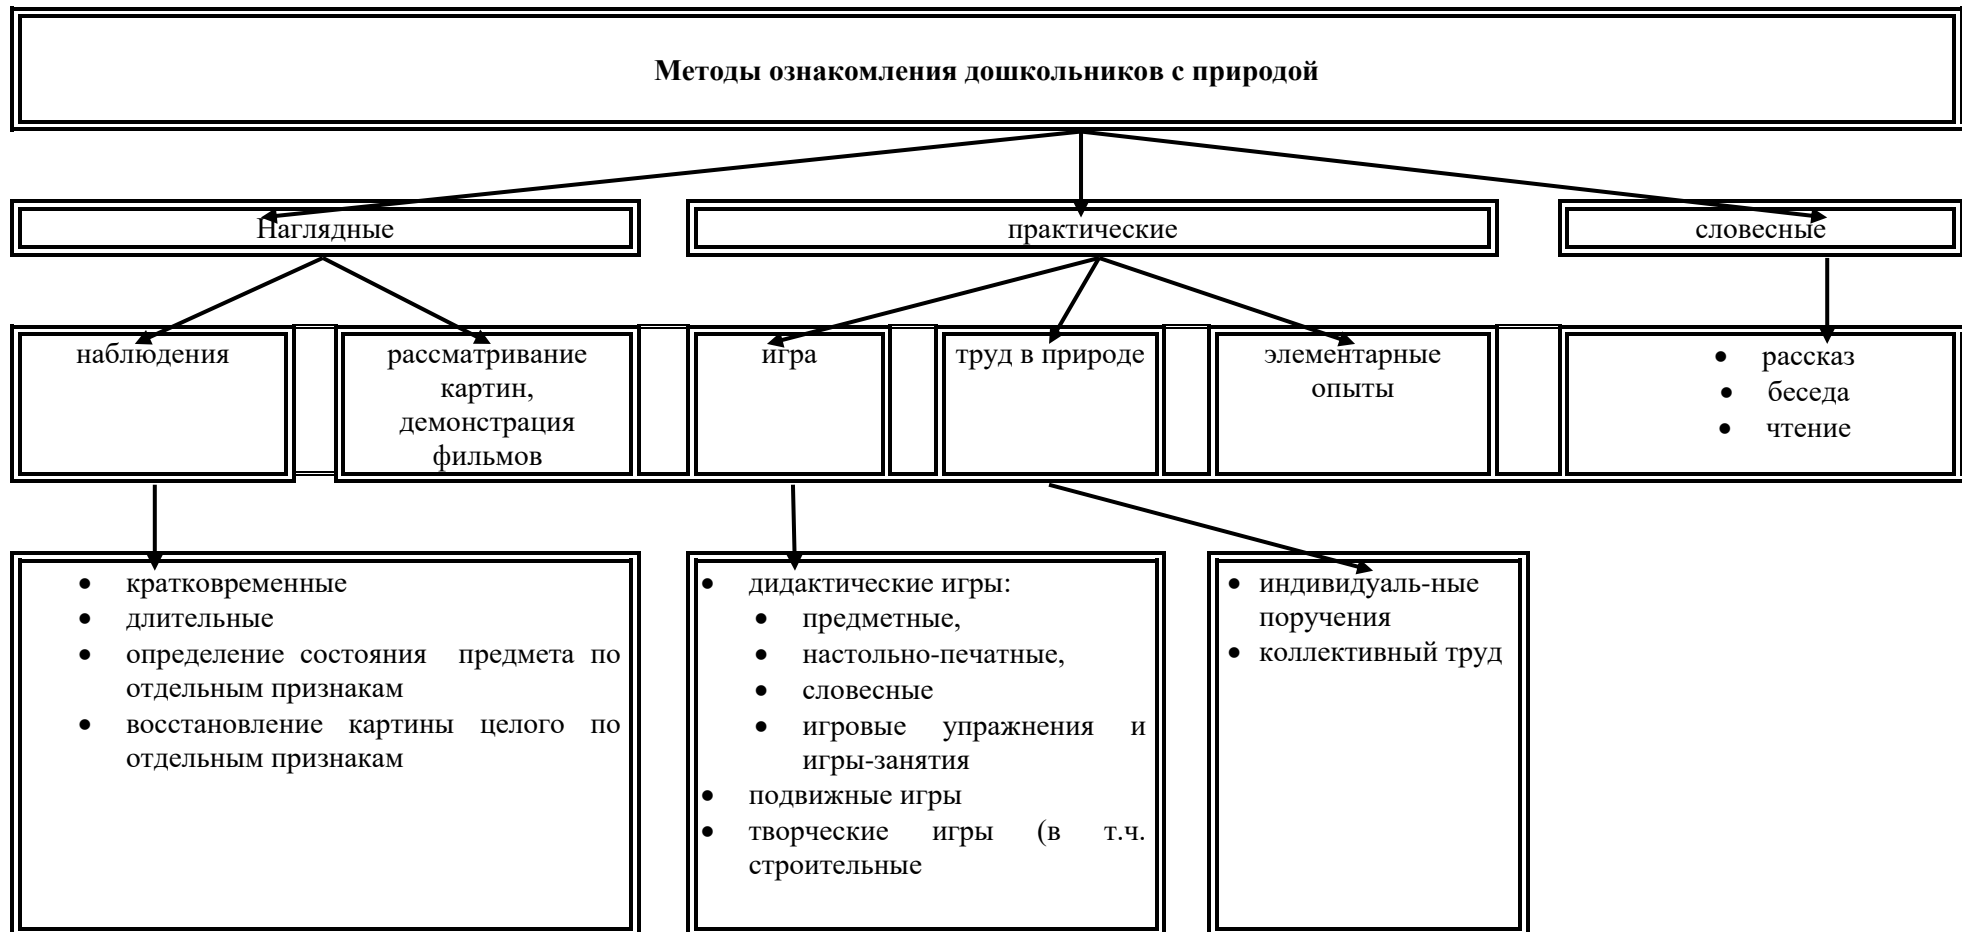 Методы ознакомления дошкольников с природой
Наглядные
практические
словесные
наблюдения
рассматривание
картин,
демонстрация
фильмов
игра
труд в природе
элементарные
опыты
• рассказ
• беседа
• чтение
• кратковременные
• длительные
• определение состояния предмета по
отдельным признакам
• восстановление картины целого по
отдельным признакам
• дидактические игры:
• предметные,
• настольно-печатные,
• словесные
• игровые упражнения и
игры-занятия
• подвижные игры
• творческие игры (в т.ч.
строительные
• индивидуаль-ные
поручения
• коллективный труд